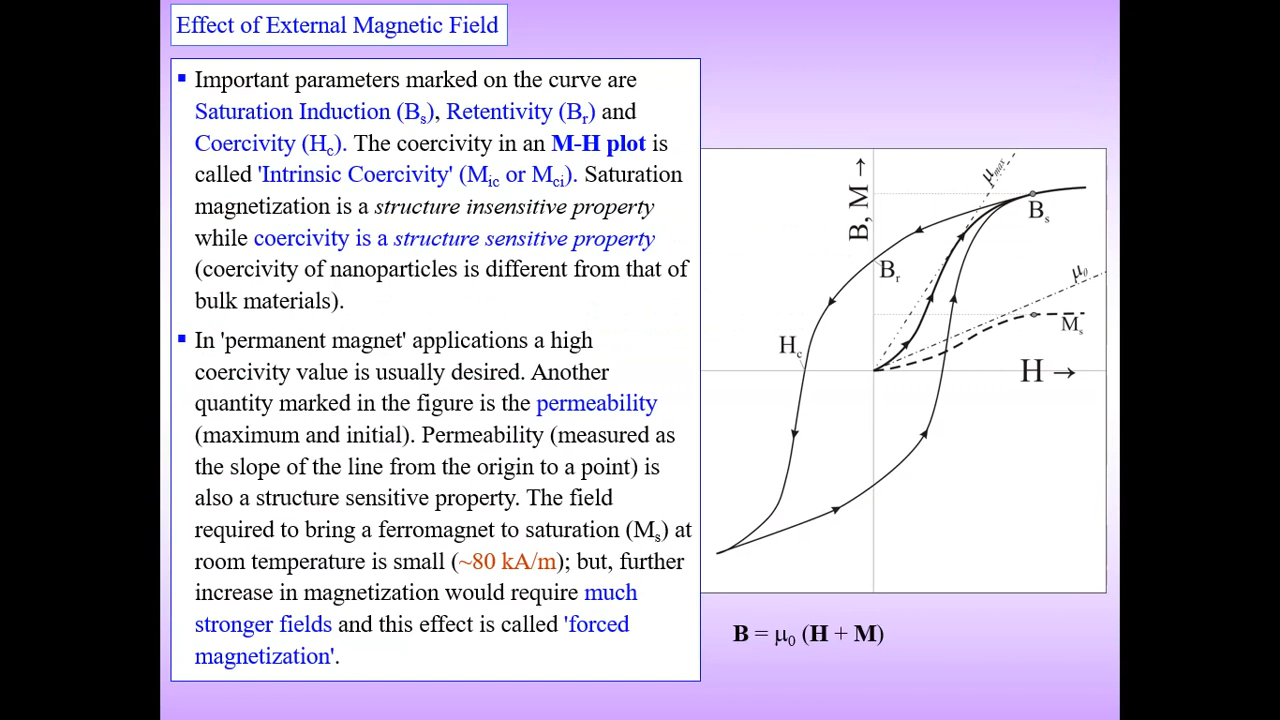 Effect of External Magnetic Field
▪ Important parameters marked on the curve are
Saturation Induction (Bs), Retentivity (Br) and
Coercivity (Hc). The coercivity in an M-H plot is
called 'Intrinsic Coercivity' (Mic or Mci). Saturation
magnetization is a structure insensitive property
while coercivity is a structure sensitive property
(coercivity of nanoparticles is different from that of
bulk materials).
▪ In 'permanent magnet' applications a high
coercivity value is usually desired. Another
quantity marked in the figure is the permeability
(maximum and initial). Permeability (measured as
the slope of the line from the origin to a point) is
also a structure sensitive property. The field
required to bring a ferromagnet to saturation (Ms) at
room temperature is small (~80 kA/m); but, further
increase in magnetization would require much
stronger fields and this effect is called 'forced
magnetization'.
B, M →
μmax
Bs
Br
μ0
Ms
Hc
H →
B = μ0 (H + M)